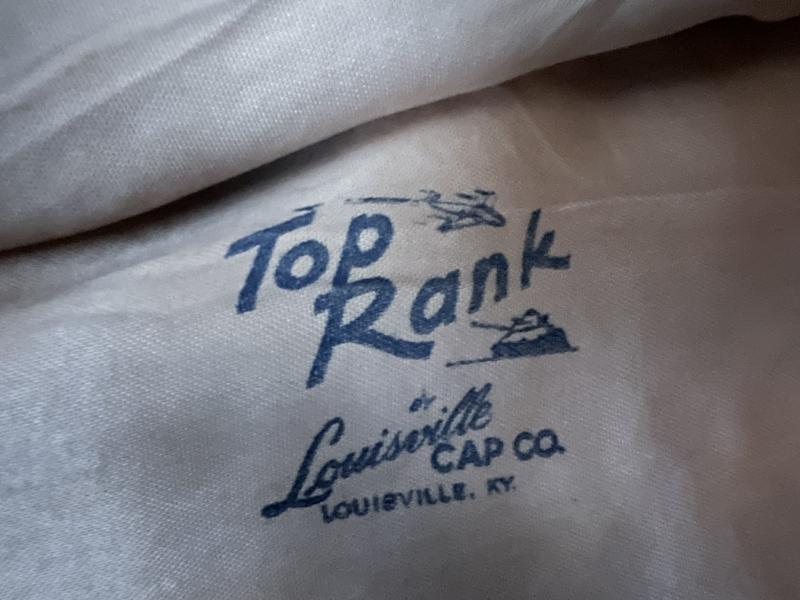 Top
Rank
BY
Louisville
CAP CO.
LOUISVILLE, KY.